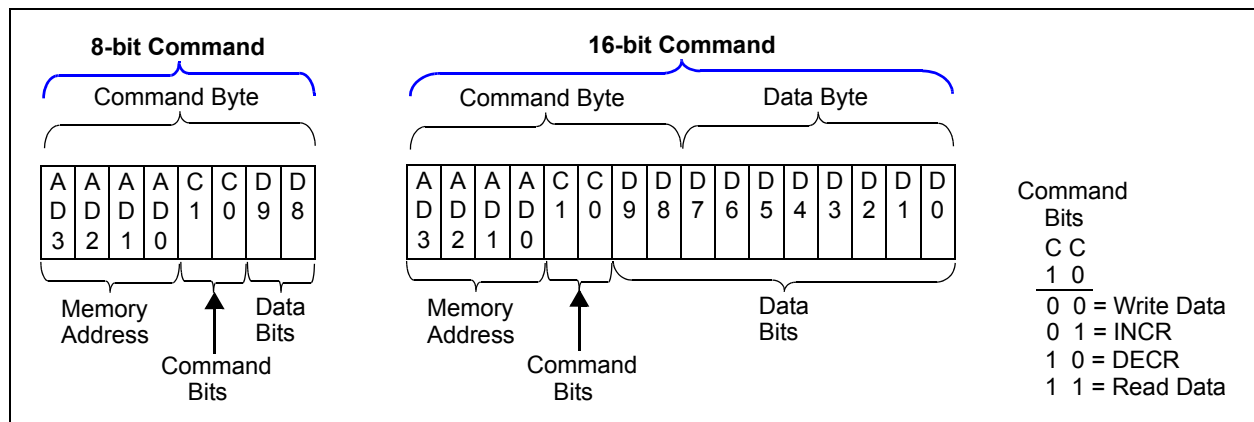 8-bit Command
Command Byte
A A A A C C D D
D D D D 1 0 9 8
3 2 1 0
Memory Address
Command Bits
Data Bits
16-bit Command
Command Byte
Data Byte
A A A A C C D D D D D D D D D D
D D D D 1 0 9 8 7 6 5 4 3 2 1 0
3 2 1 0
Memory Address
Command Bits
Data Bits
Command
Bits
C C
1 0
0 0 = Write Data
0 1 = INCR
1 0 = DECR
1 1 = Read Data